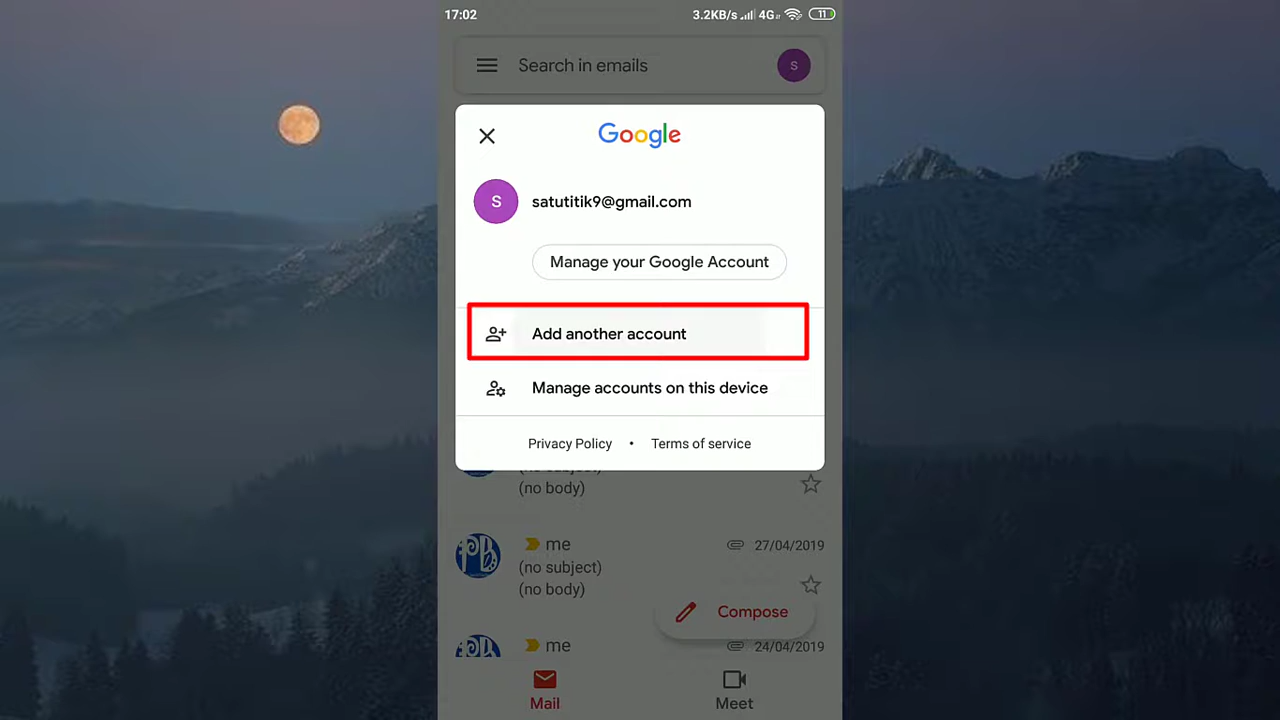 17:02 3.2KB/s 4G 11
Search in emails S
Google
S satutitik9@gmail.com
Manage your Google Account
Add another account
Manage accounts on this device
Privacy Policy • Terms of service
(no subject)
(no body)
me 27/04/2019
(no subject)
(no body)
Compose
me 24/04/2019
Mail Meet